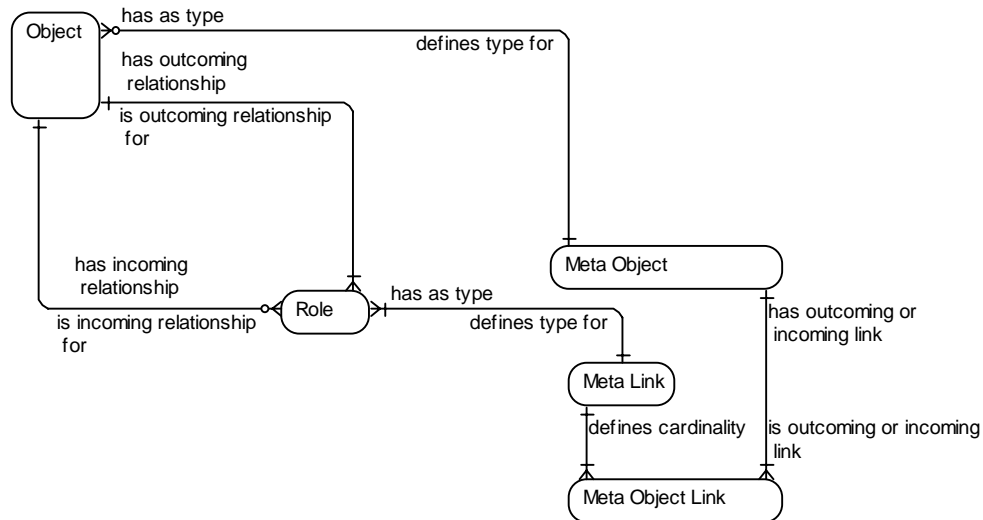 Object
has as type
defines type for
has outcoming
relationship
is outcoming relationship
for
has incoming
relationship
is incoming relationship
for
Role
has as type
defines type for
Meta Object
has outcoming or
incoming link
Meta Link
defines cardinality
is outcoming or incoming
link
Meta Object Link